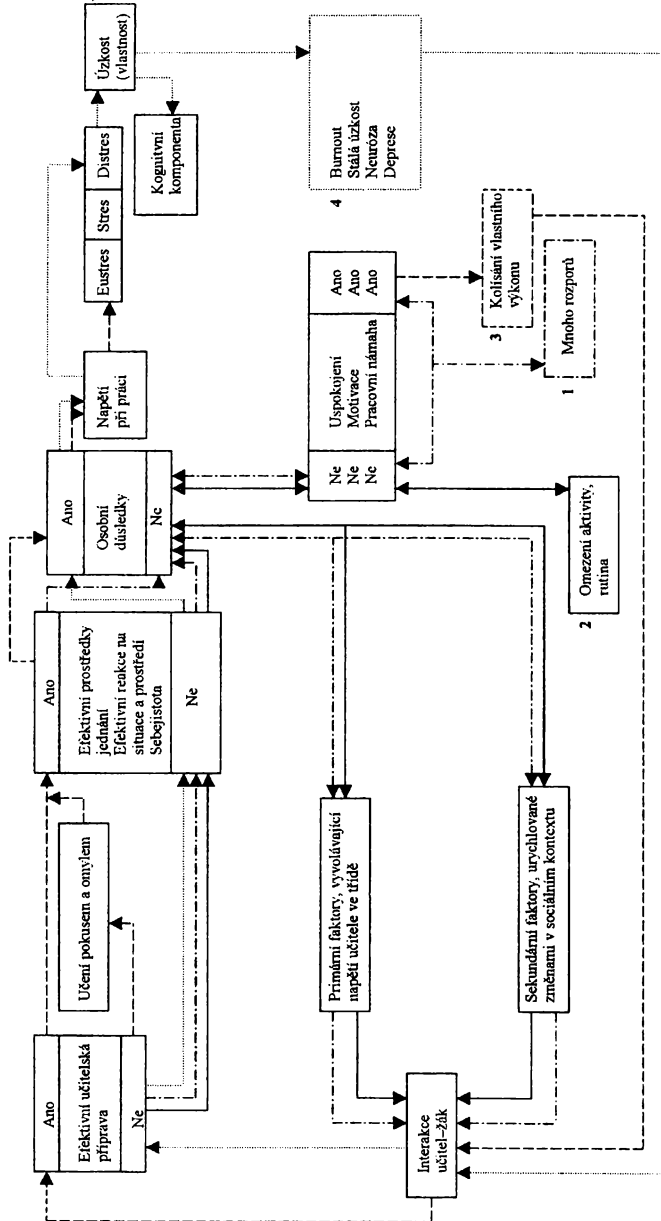 Ano
Efektivní učitelská
příprava
Ne
Učení pokusem a omylem
Ano
Efektivní prostředky
jednání
Efektivní reakce na
situace a prostředí
Sebejistota
Ne
Ano
Osobní
důsledky
Ne
Napětí
při práci
Eustres
Stres
Distres
Úzkost
(vlastnost)
Kognitivní
komponenta
Interakce
učitel–žák
Primární faktory, vyvolávající
napětí učitele ve třídě
Sekundární faktory, urychlované
změnami v sociálním kontextu
Ne
Ne
Ne
Uspokojení
Motivace
Pracovní námaha
Ano
Ano
Ano
4
Burnout
Stálá úzkost
Neuróza
Deprese
3
Kolísání vlastního
výkonu
1
Mnoho rozporů
2
Omezení aktivity,
rutina